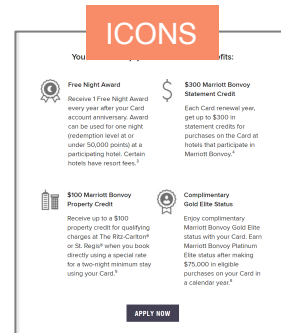 ICONS
You
efits:
Free Night Award
Receive 1 Free Night Award
every year after your Card
account anniversary. Award
can be used for one night
(redemption level at or
under 50,000 points) at a
participating hotel. Certain
hotels have resort fees.³
$300 Marriott Bonvoy
Statement Credit
Each Card renewal year,
get up to $300 in
statement credits for
purchases on the Card at
hotels that participate in
Marriott Bonvoy.⁴
$100 Marriott Bonvoy
Property Credit
Receive up to a $100
property credit for qualifying
charges at The Ritz-Carlton®
or St. Regis® when you book
directly using a special rate
for a two-night minimum stay
using your Card.⁵
Complimentary
Gold Elite Status
Enjoy complimentary
Marriott Bonvoy Gold Elite
status with your Card. Earn
Marriott Bonvoy Platinum
Elite status after making
$75,000 in eligible
purchases on your Card in
a calendar year.⁶
APPLY NOW